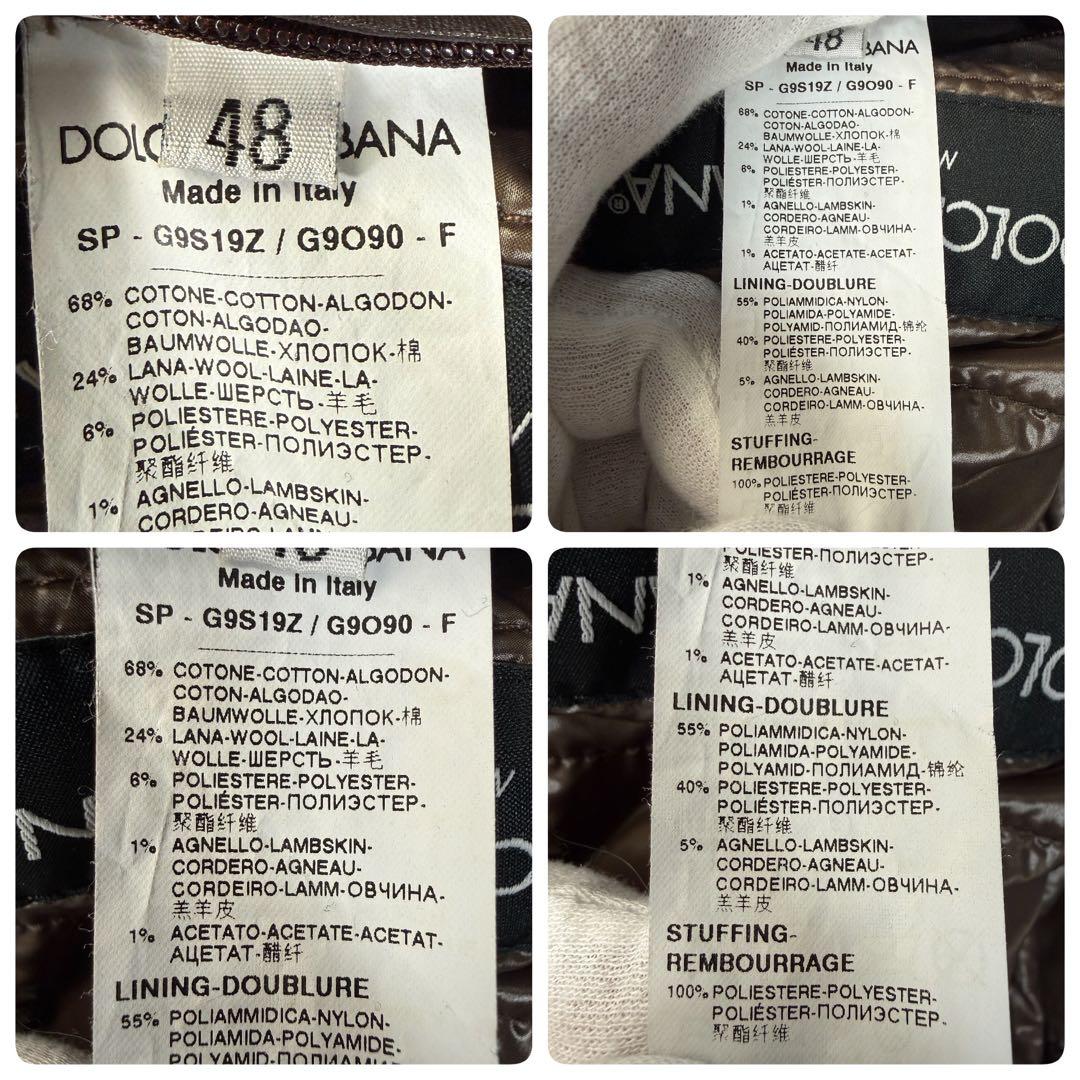 48
DOLC BANA
Made in Italy
SP - G9S19Z / G9O90 - F
68% COTONE-COTTON-ALGODON-
COTON-ALGODAO-
BAUMWOLLE-ХЛОПОК-棉
24% LANA-WOOL-LAINE-LA-
WOLLE-ШЕРСТЬ-羊毛
6% POLIESTERE-POLYESTER-
POLIÉSTER-ПОЛИЭСТЕР-
聚酯纤维
1% AGNELLO-LAMBSKIN-
CORDERO-AGNEAU-
48
BANA
Made in Italy
SP - G9S19Z / G9O90 - F
68% COTONE-COTTON-ALGODON-
COTON-ALGODAO-
BAUMWOLLE-ХЛОПОК-棉
24% LANA-WOOL-LAINE-LA-
WOLLE-ШЕРСТЬ-羊毛
6% POLIESTERE-POLYESTER-
POLIÉSTER-ПОЛИЭСТЕР-
聚酯纤维
1% AGNELLO-LAMBSKIN-
CORDERO-AGNEAU-
CORDEIRO-LAMM-ОВЧИНА-
羔羊皮
1% ACETATO-ACETATE-ACETAT-
АЦЕТАТ-醋纤
LINING-DOUBLURE
55% POLIAMMIDICA-NYLON-
POLIAMIDA-POLYAMIDE-
POLYAMID-ПОЛИАМИД-锦纶
40% POLIESTERE-POLYESTER-
POLIÉSTER-ПОЛИЭСТЕР-
聚酯纤维
5% AGNELLO-LAMBSKIN-
CORDERO-AGNEAU-
CORDEIRO-LAMM-ОВЧИНА-
羔羊皮
STUFFING-
REMBOURRAGE
100% POLIESTERE-POLYESTER-
POLIÉSTER-ПОЛИЭСТЕР-
聚酯纤维
BANA
Made in Italy
SP - G9S19Z / G9O90 - F
68% COTONE-COTTON-ALGODON-
COTON-ALGODAO-
BAUMWOLLE-ХЛОПОК-棉
24% LANA-WOOL-LAINE-LA-
WOLLE-ШЕРСТЬ-羊毛
6% POLIESTERE-POLYESTER-
POLIÉSTER-ПОЛИЭСТЕР-
聚酯纤维
1% AGNELLO-LAMBSKIN-
CORDERO-AGNEAU-
CORDEIRO-LAMM-ОВЧИНА-
羔羊皮
1% ACETATO-ACETATE-ACETAT-
АЦЕТАТ-醋纤
LINING-DOUBLURE
55% POLIAMMIDICA-NYLON-
POLIAMIDA-POLYAMIDE-
POLYAMID-ПОЛИАМИ
POLIESTER-ПОЛИЭСТЕР-
聚酯纤维
1% AGNELLO-LAMBSKIN-
CORDERO-AGNEAU-
CORDEIRO-LAMM-ОВЧИНА-
羔羊皮
1% ACETATO-ACETATE-ACETAT-
АЦЕТАТ-醋纤
LINING-DOUBLURE
55% POLIAMMIDICA-NYLON-
POLIAMIDA-POLYAMIDE-
POLYAMID-ПОЛИАМИД-锦纶
40% POLIESTERE-POLYESTER-
POLIÉSTER-ПОЛИЭСТЕР-
聚酯纤维
5% AGNELLO-LAMBSKIN-
CORDERO-AGNEAU-
CORDEIRO-LAMM-ОВЧИНА-
羔羊皮
STUFFING-
REMBOURRAGE
100% POLIESTERE-POLYESTER-
POLIÉSTER-ПОЛИЭСТЕР-
聚酯纤维